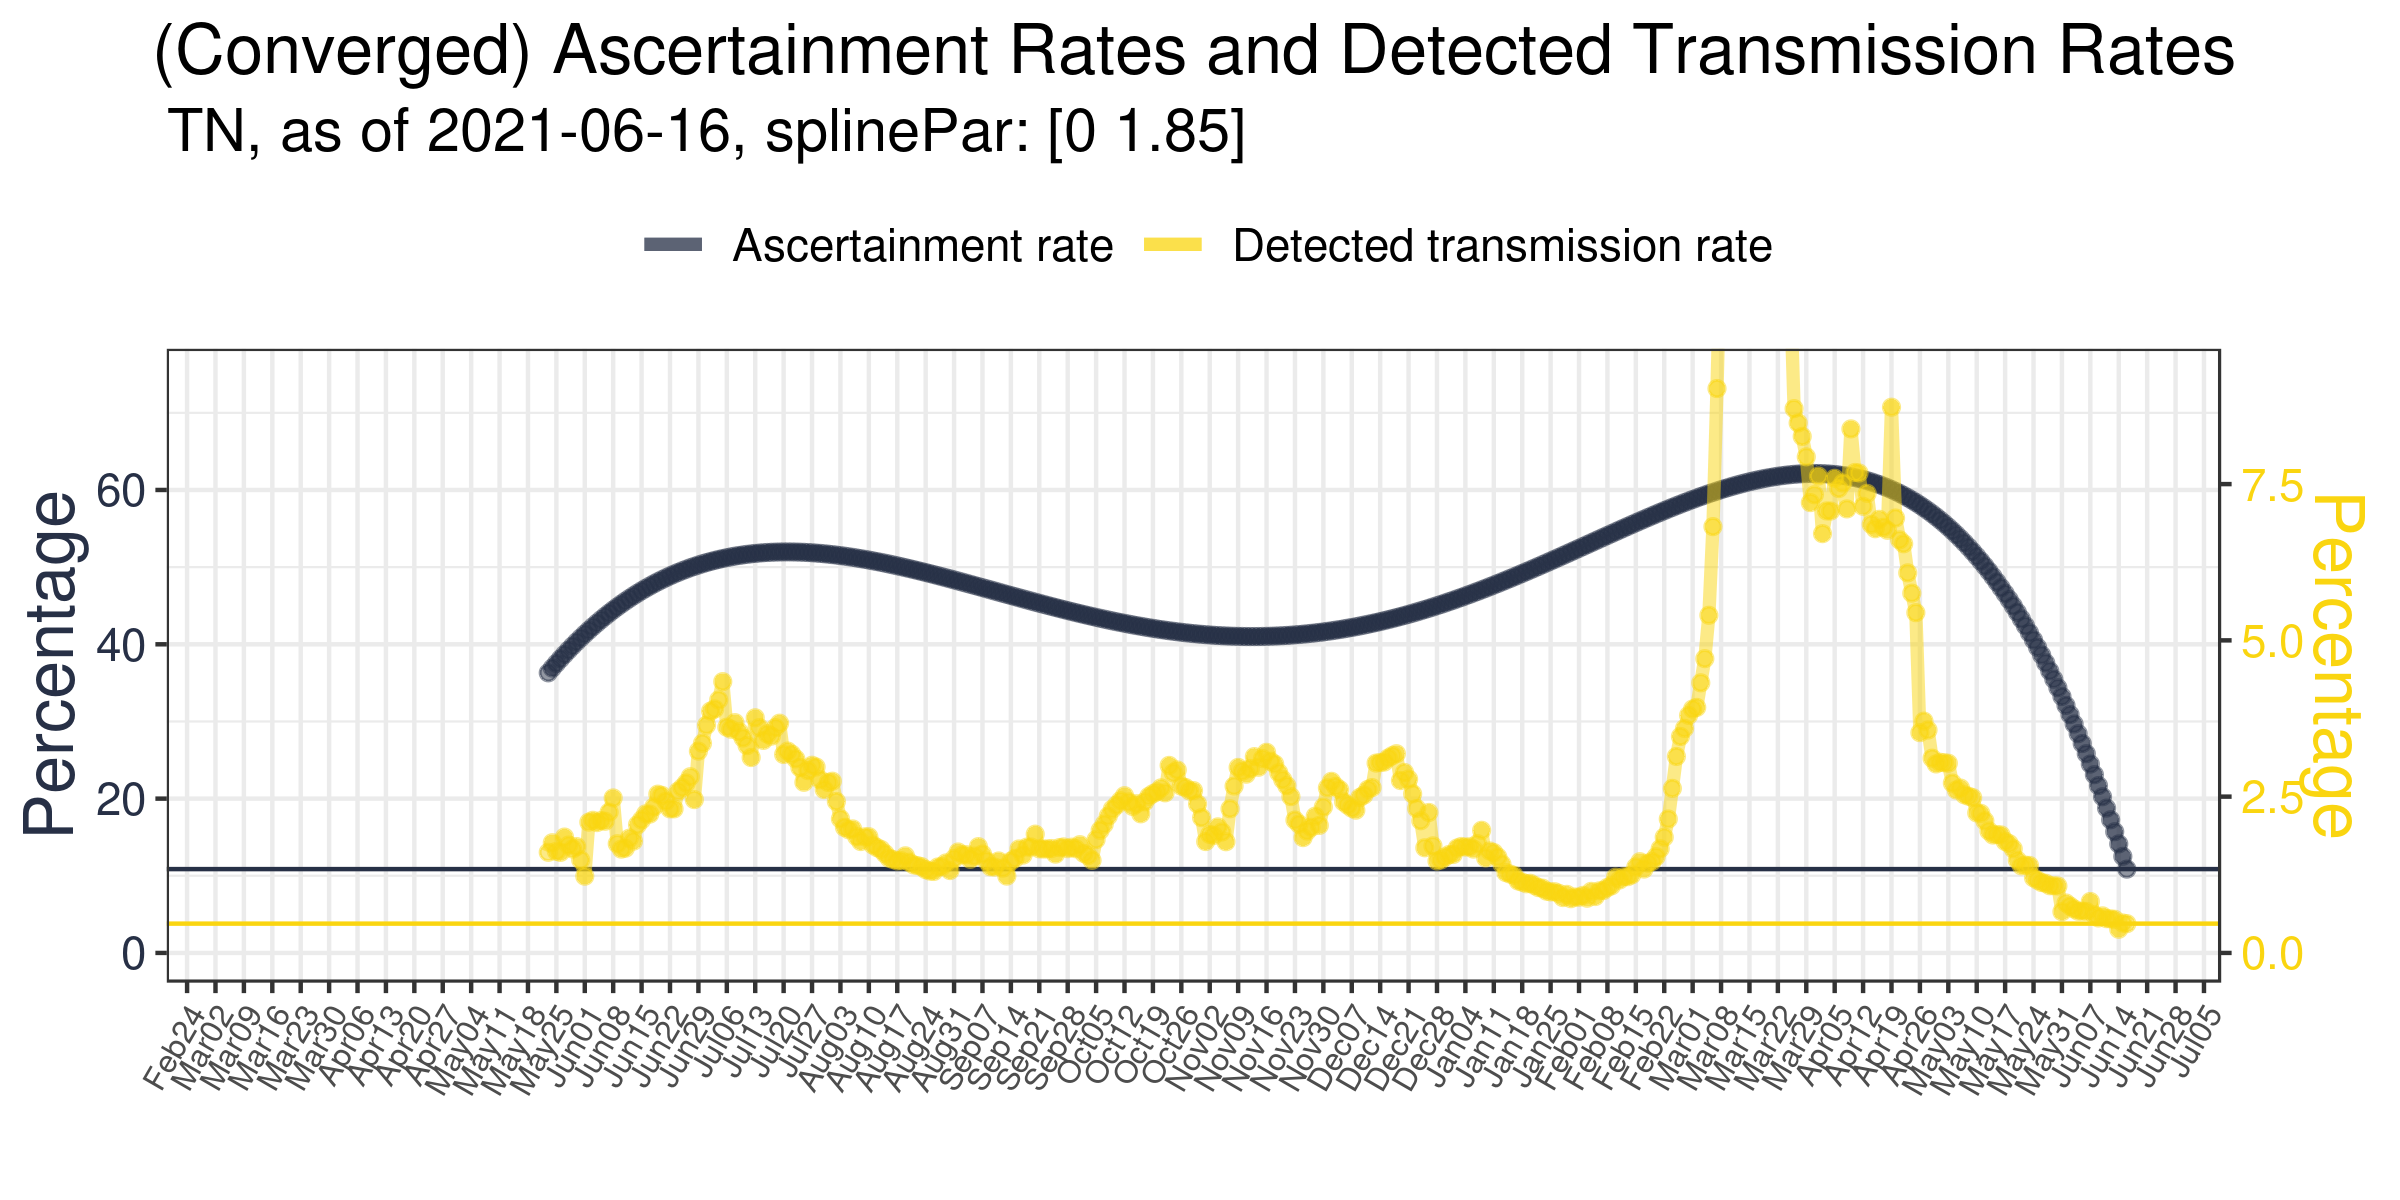 (Converged) Ascertainment Rates and Detected Transmission Rates
TN, as of 2021-06-16, splinePar: [0 1.85]
Ascertainment rate
Detected transmission rate
Percentage
60
40
20
0
7.5
5.0
2.5
0.0
Percentage
Feb24
Mar02
Mar09
Mar16
Mar23
Mar30
Apr06
Apr13
Apr20
Apr27
May04
May11
May18
May25
Jun01
Jun08
Jun15
Jun22
Jun29
Jul06
Jul13
Jul20
Jul27
Aug03
Aug10
Aug17
Aug24
Aug31
Sep07
Sep14
Sep21
Sep28
Oct05
Oct12
Oct19
Oct26
Nov02
Nov09
Nov16
Nov23
Nov30
Dec07
Dec14
Dec21
Dec28
Jan04
Jan11
Jan18
Jan25
Feb01
Feb08
Feb15
Feb22
Mar01
Mar08
Mar15
Mar22
Mar29
Apr05
Apr12
Apr19
Apr26
May03
May10
May17
May24
May31
Jun07
Jun14
Jun21
Jun28
Jul05